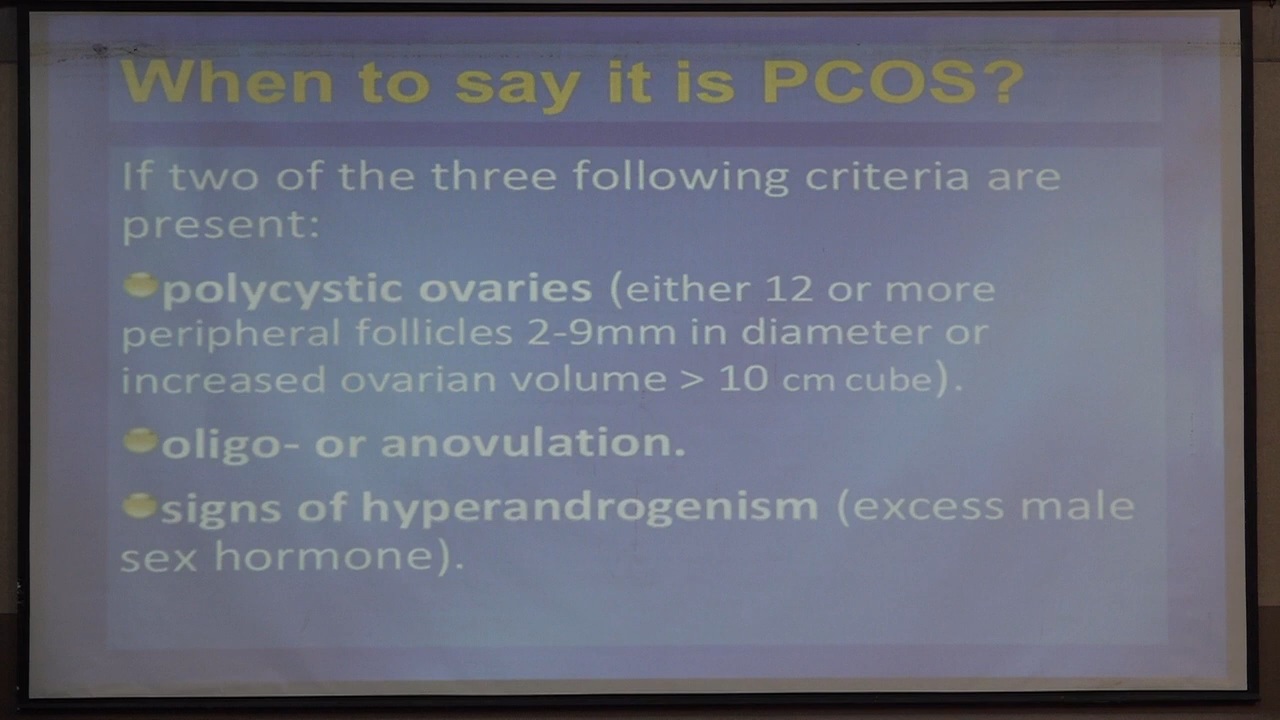 When to say it is PCOS?
If two of the three following criteria are
present:
polycystic ovaries (either 12 or more
peripheral follicles 2-9mm in diameter or
increased ovarian volume > 10 cm cube).
oligo- or anovulation.
signs of hyperandrogenism (excess male
sex hormone).